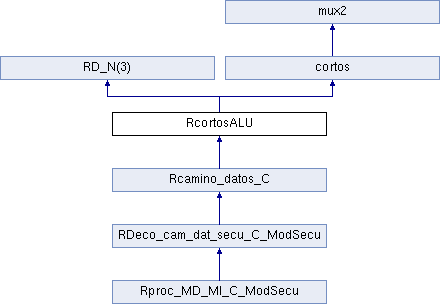 mux2
RD_N(3)
cortos
RcortosALU
Rcamino_datos_C
RDeco_cam_dat_secu_C_ModSecu
Rproc_MD_MI_C_ModSecu